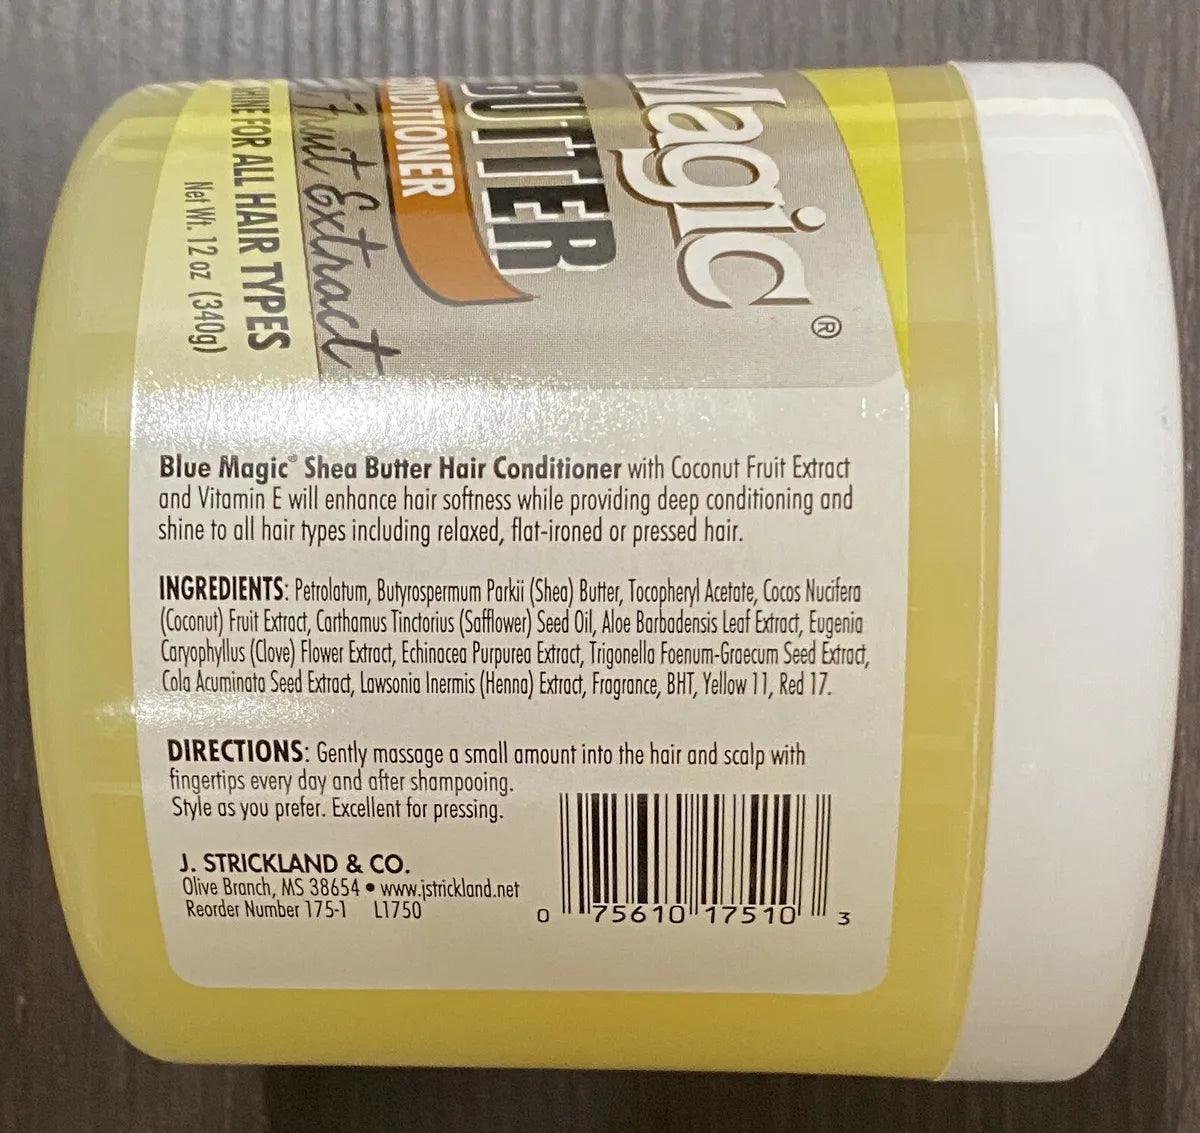 Magic®
BUTTER
CONDITIONER
Fruit Extract
SHINE FOR ALL HAIR TYPES
Net Wt. 12 oz (340g)
Blue Magic® Shea Butter Hair Conditioner with Coconut Fruit Extract
and Vitamin E will enhance hair softness while providing deep conditioning and
shine to all hair types including relaxed, flat-ironed or pressed hair.
INGREDIENTS: Petrolatum, Butyrospermum Parkii (Shea) Butter, Tocopheryl Acetate, Cocos Nucifera
(Coconut) Fruit Extract, Carthamus Tinctorius (Safflower) Seed Oil, Aloe Barbadensis Leaf Extract, Eugenia
Caryophyllus (Clove) Flower Extract, Echinacea Purpurea Extract, Trigonella Foenum-Graecum Seed Extract,
Cola Acuminata Seed Extract, Lawsonia Inermis (Henna) Extract, Fragrance, BHT, Yellow 11, Red 17.
DIRECTIONS: Gently massage a small amount into the hair and scalp with
fingertips every day and after shampooing.
Style as you prefer. Excellent for pressing.
J. STRICKLAND & CO.
Olive Branch, MS 38654 • www.jstrickland.net
Reorder Number 175-1 L1750
0 75610 17510 3